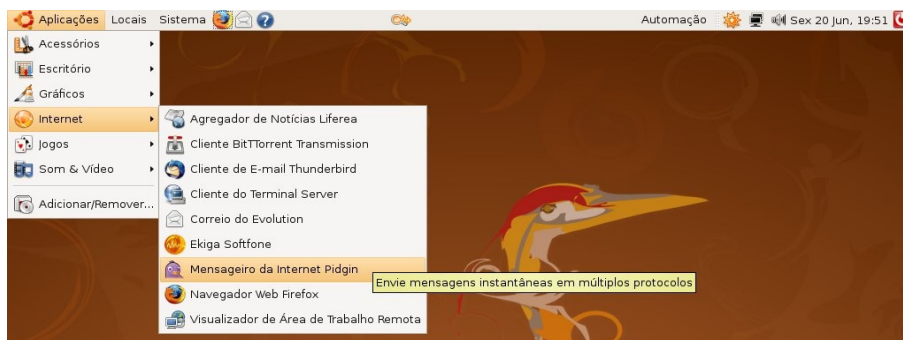 Aplicações Locais Sistema Automação Sex 20 Jun, 19:51
Acessórios
Escritório
Gráficos
Internet
Jogos
Som & Vídeo
Adicionar/Remover...
Agregador de Notícias Liferea
Cliente BitTTorrent Transmission
Cliente de E-mail Thunderbird
Cliente do Terminal Server
Correio do Evolution
Ekiga Softfone
Mensageiro da Internet Pidgin
Envie mensagens instantâneas em múltiplos protocolos
Navegador Web Firefox
Visualizador de Área de Trabalho Remota